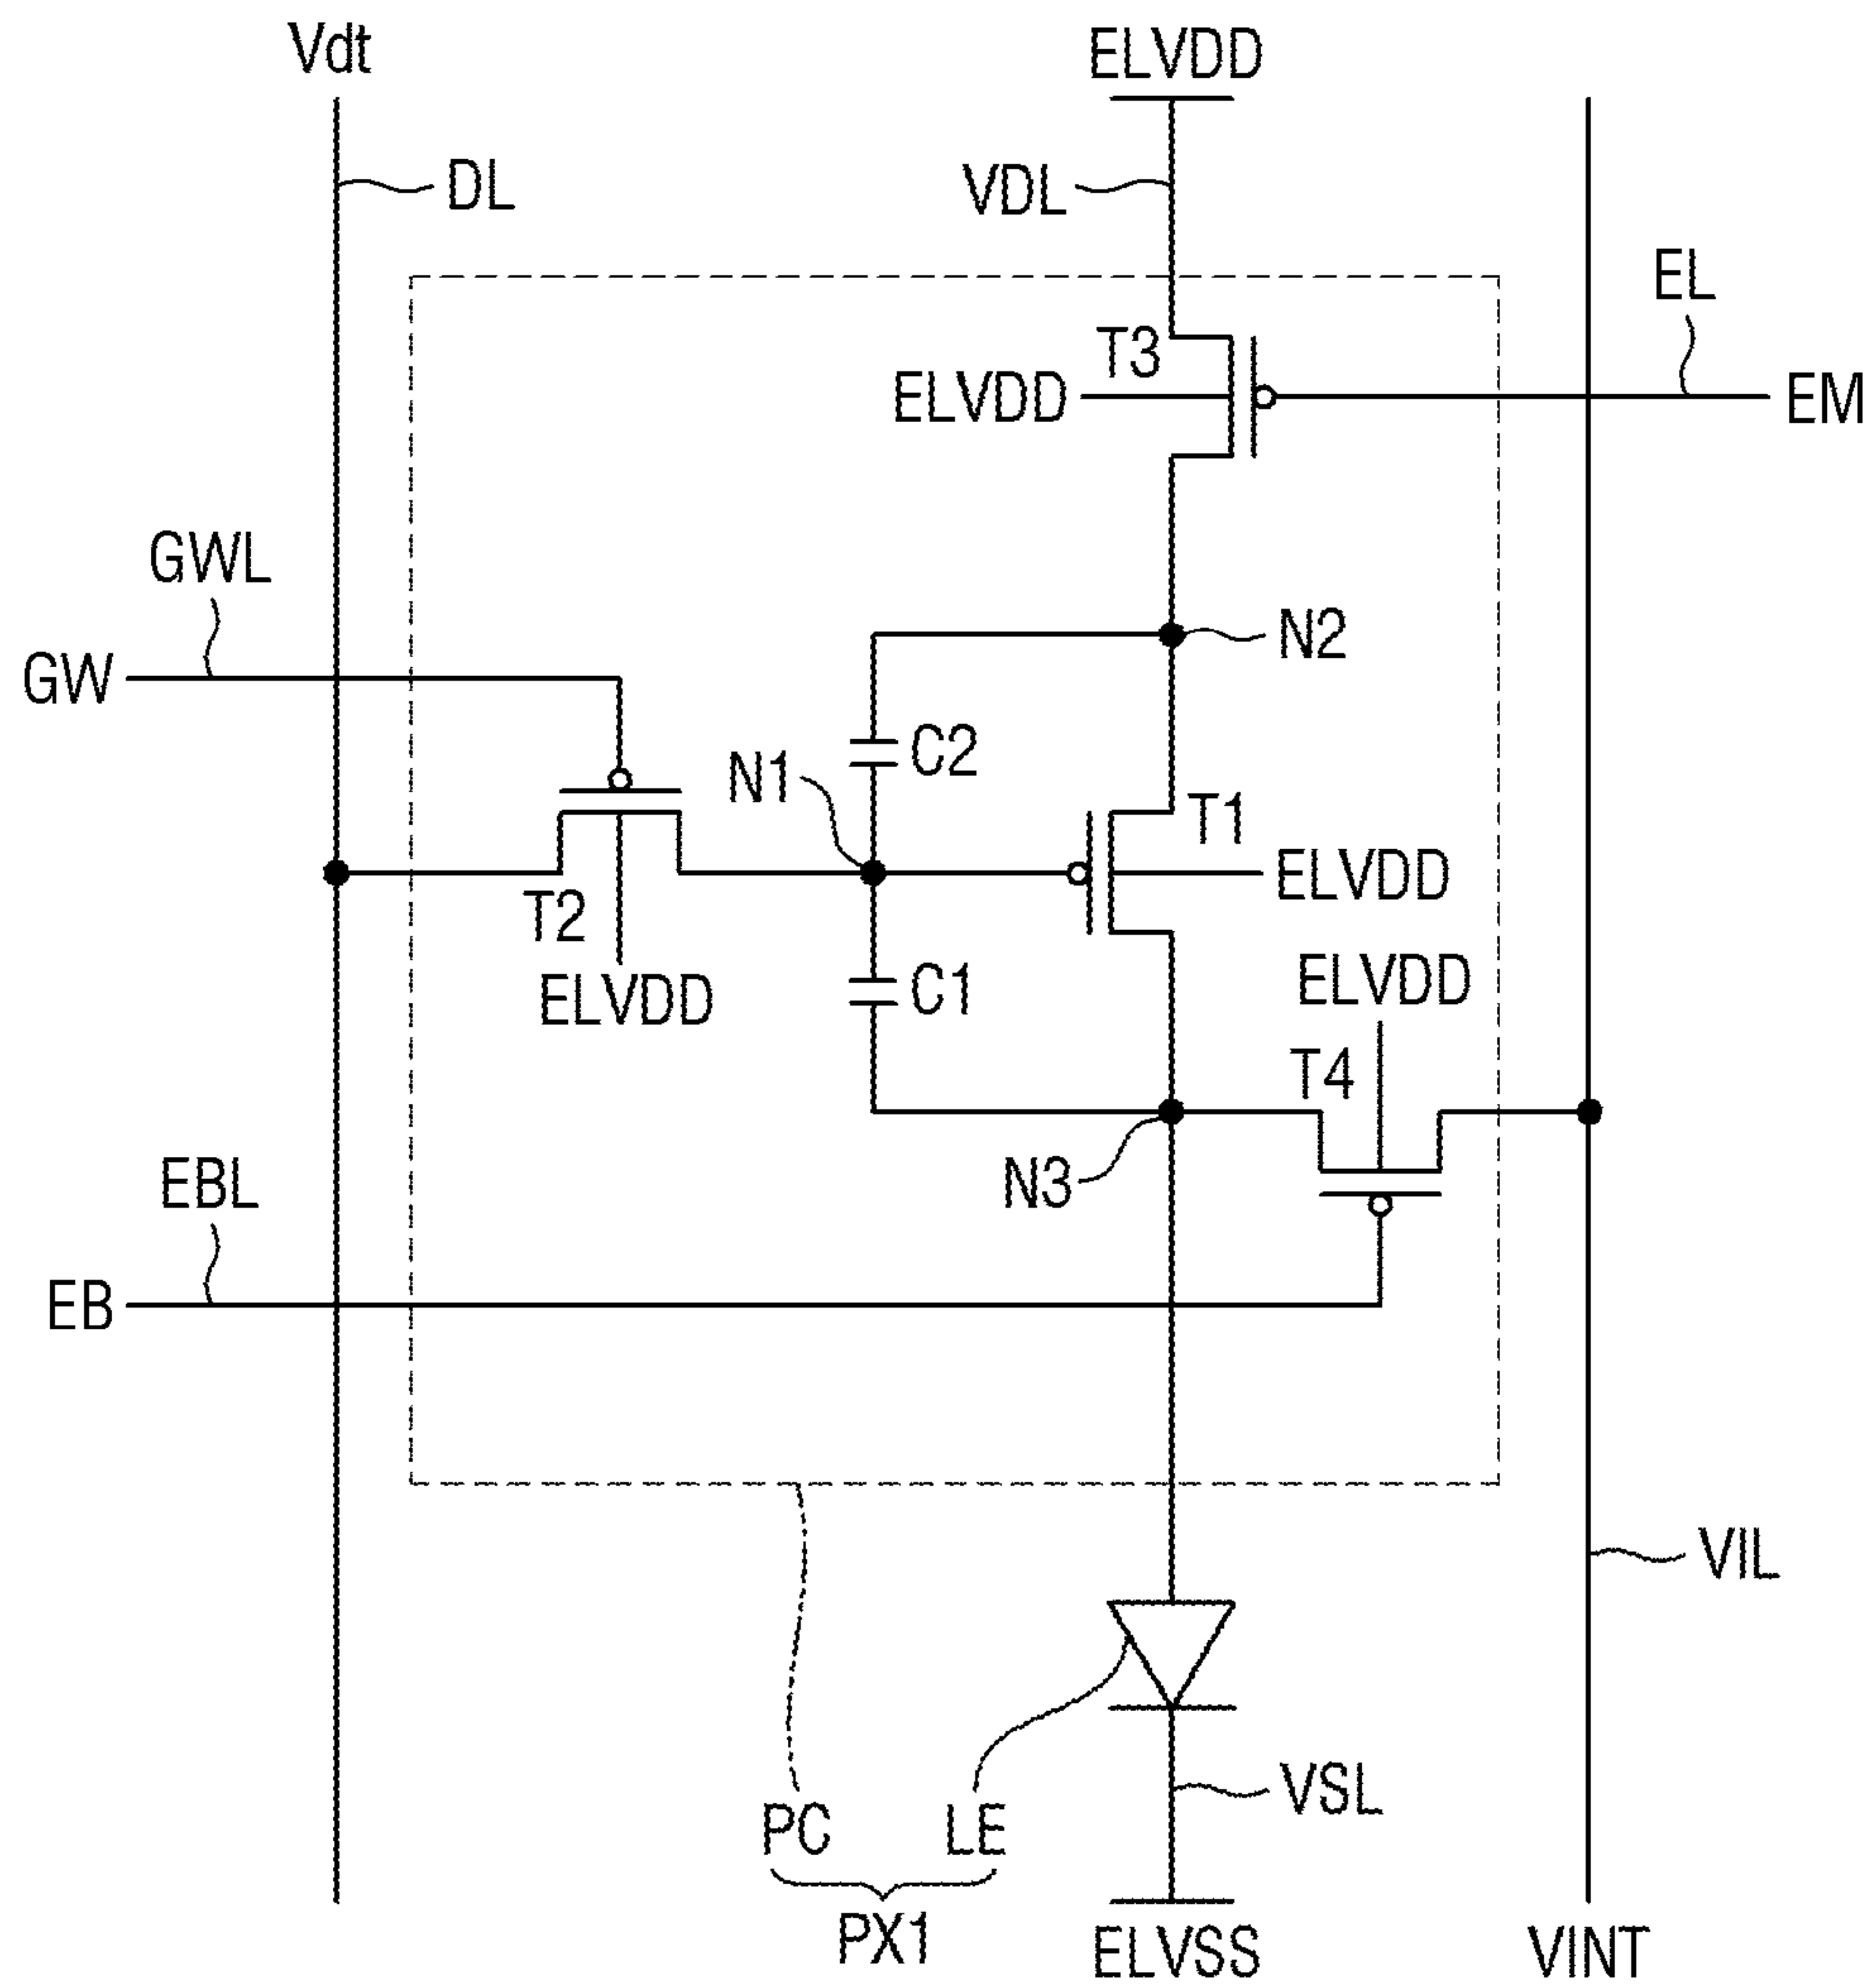 Vdt
ELVDD
DL
VDL
EL
T3
ELVDD
EM
GWL
N2
GW
C2
N1
T1
ELVDD
T2
ELVDD
C1
ELVDD
T4
N3
EBL
EB
VIL
VSL
PC
LE
PX1
ELVSS
VINT